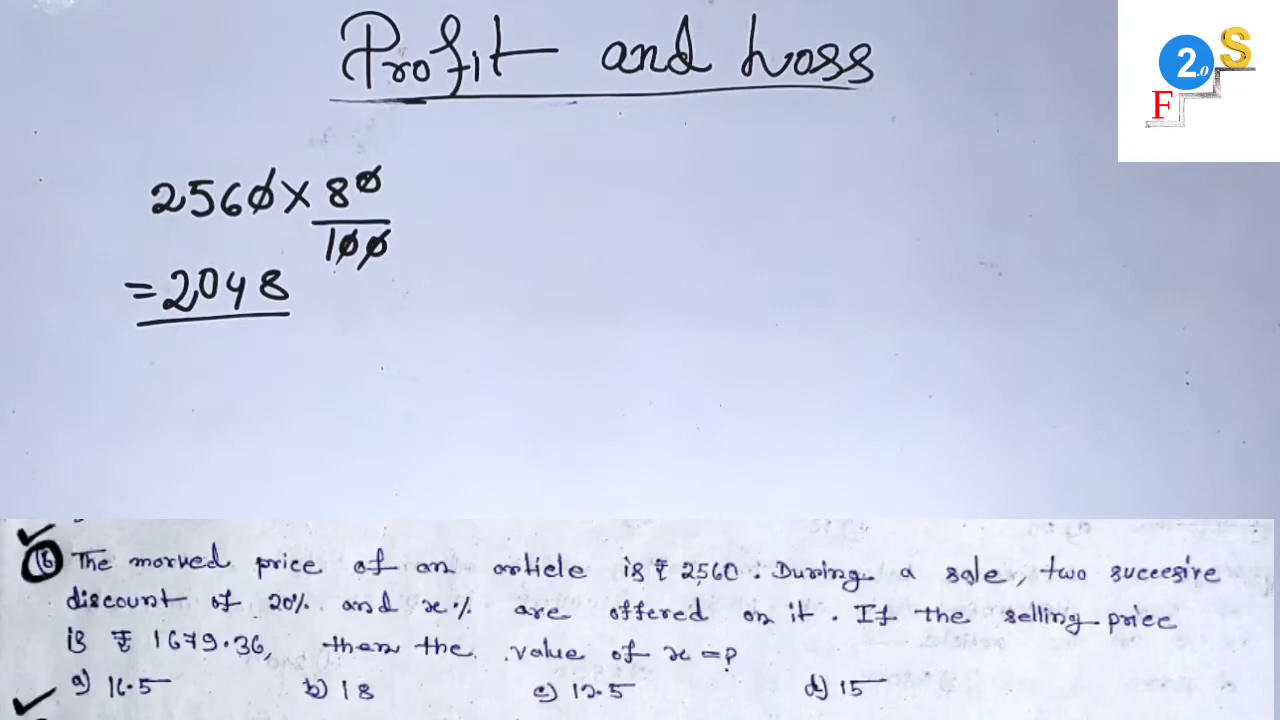 Profit and Loss
2.0 S
F
2560 × 80/100
= 2048
16 The marked price of an article is ₹ 2560. During a sale, two succesive
discount of 20% and x% are offered on it. If the selling price
is ₹ 1679.36, then the value of x = ?
a) 16.5 b) 18 c) 12.5 d) 15